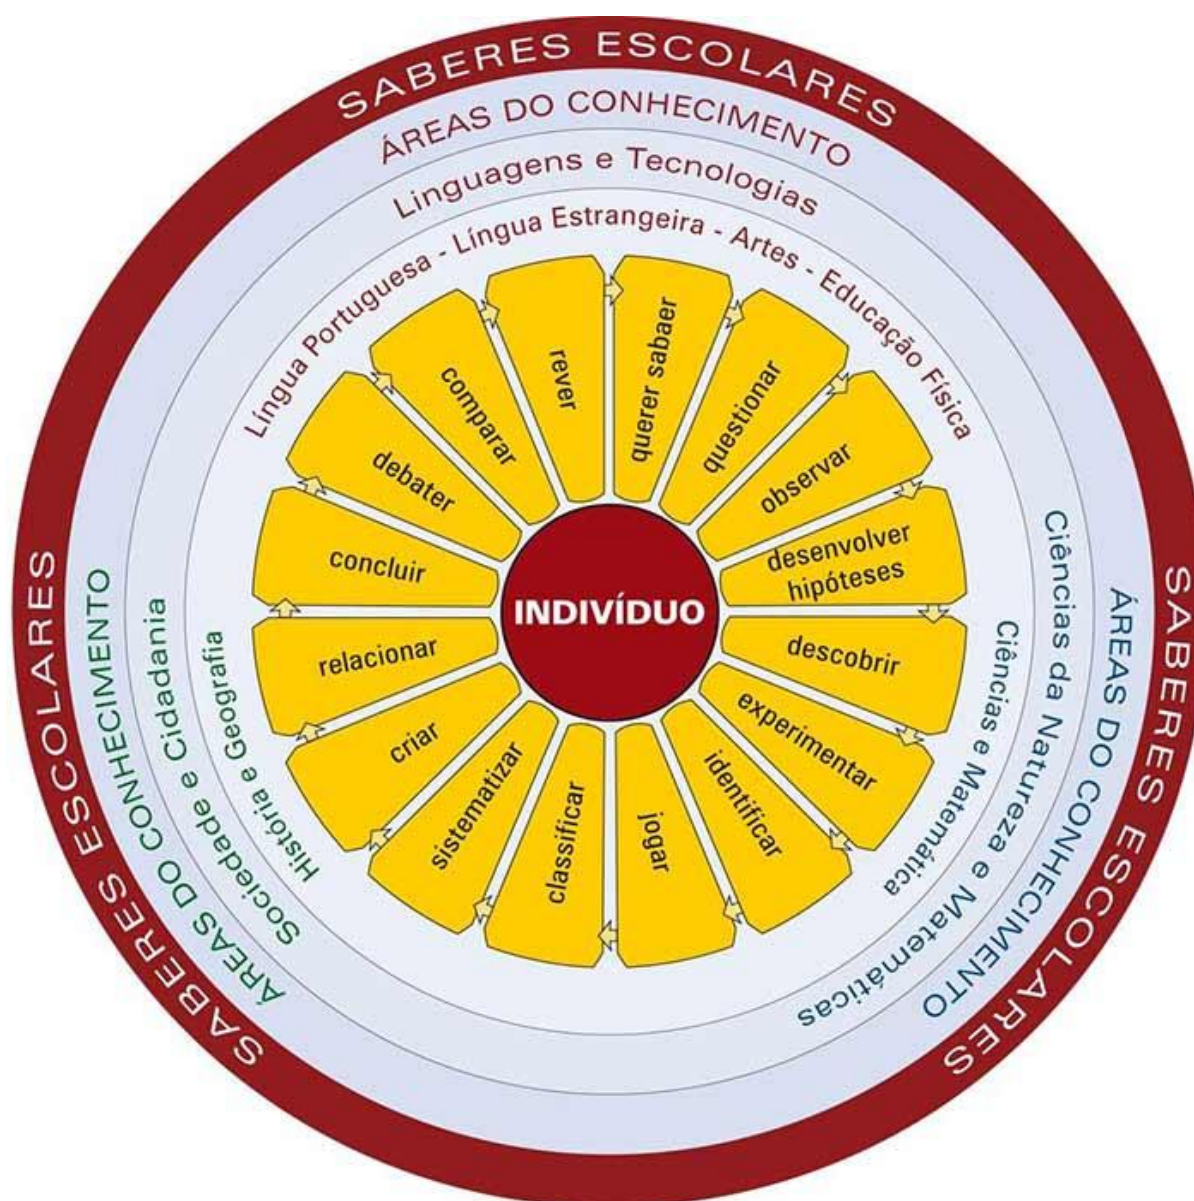 SABERES ESCOLARES
ÁREAS DO CONHECIMENTO
Linguagens e Tecnologias
Língua Portuguesa - Língua Estrangeira - Artes - Educação Física
SABERES ESCOLARES
ÁREAS DO CONHECIMENTO
Ciências da Natureza e Matemáticas
Ciências e Matemática
SABERES ESCOLARES
ÁREAS DO CONHECIMENTO
Sociedade e Cidadania
História e Geografia
querer sabaer
questionar
observar
desenvolver
hipóteses
descobrir
experimentar
identificar
jogar
classificar
sistematizar
criar
relacionar
concluir
debater
comparar
rever
INDIVÍDUO